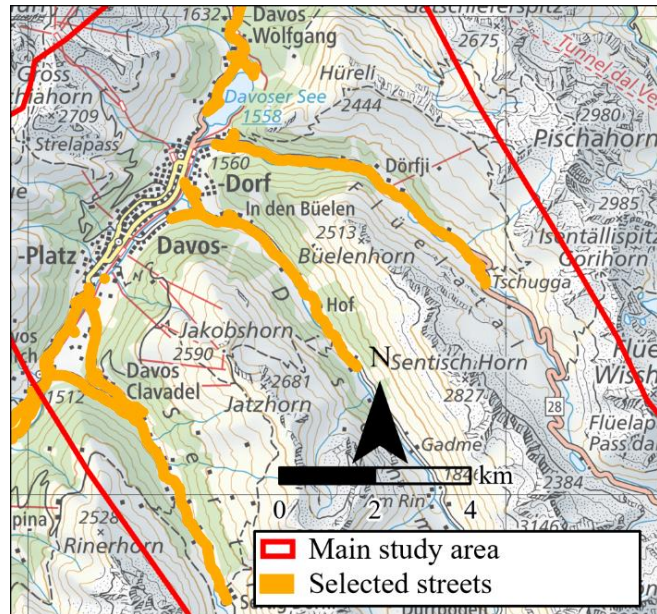 1632
Davos
Wolfgang
Gross
2709
Strelapass
Davoser See
1558
Hüreli
2444
2675
Tunnel dal Ve
2980
Pischahorn
1560
-Dorf
Dörfji
2985
In den Büelen
2513
Büelenhorn
Flüelatal
Isentällispitz
Gorihorn
-Platz
Davos-
Tschugga
Hof
Jakobshorn
2590
N
Sentisch Horn
Davos
Clavadel
1512
2681
Jatzhorn
2827
28
Gadme
Flüelap
Pass da
2384
3146
pina
2528
Rinerhorn
0 2 4 km
m Rin
Main study area
Selected streets